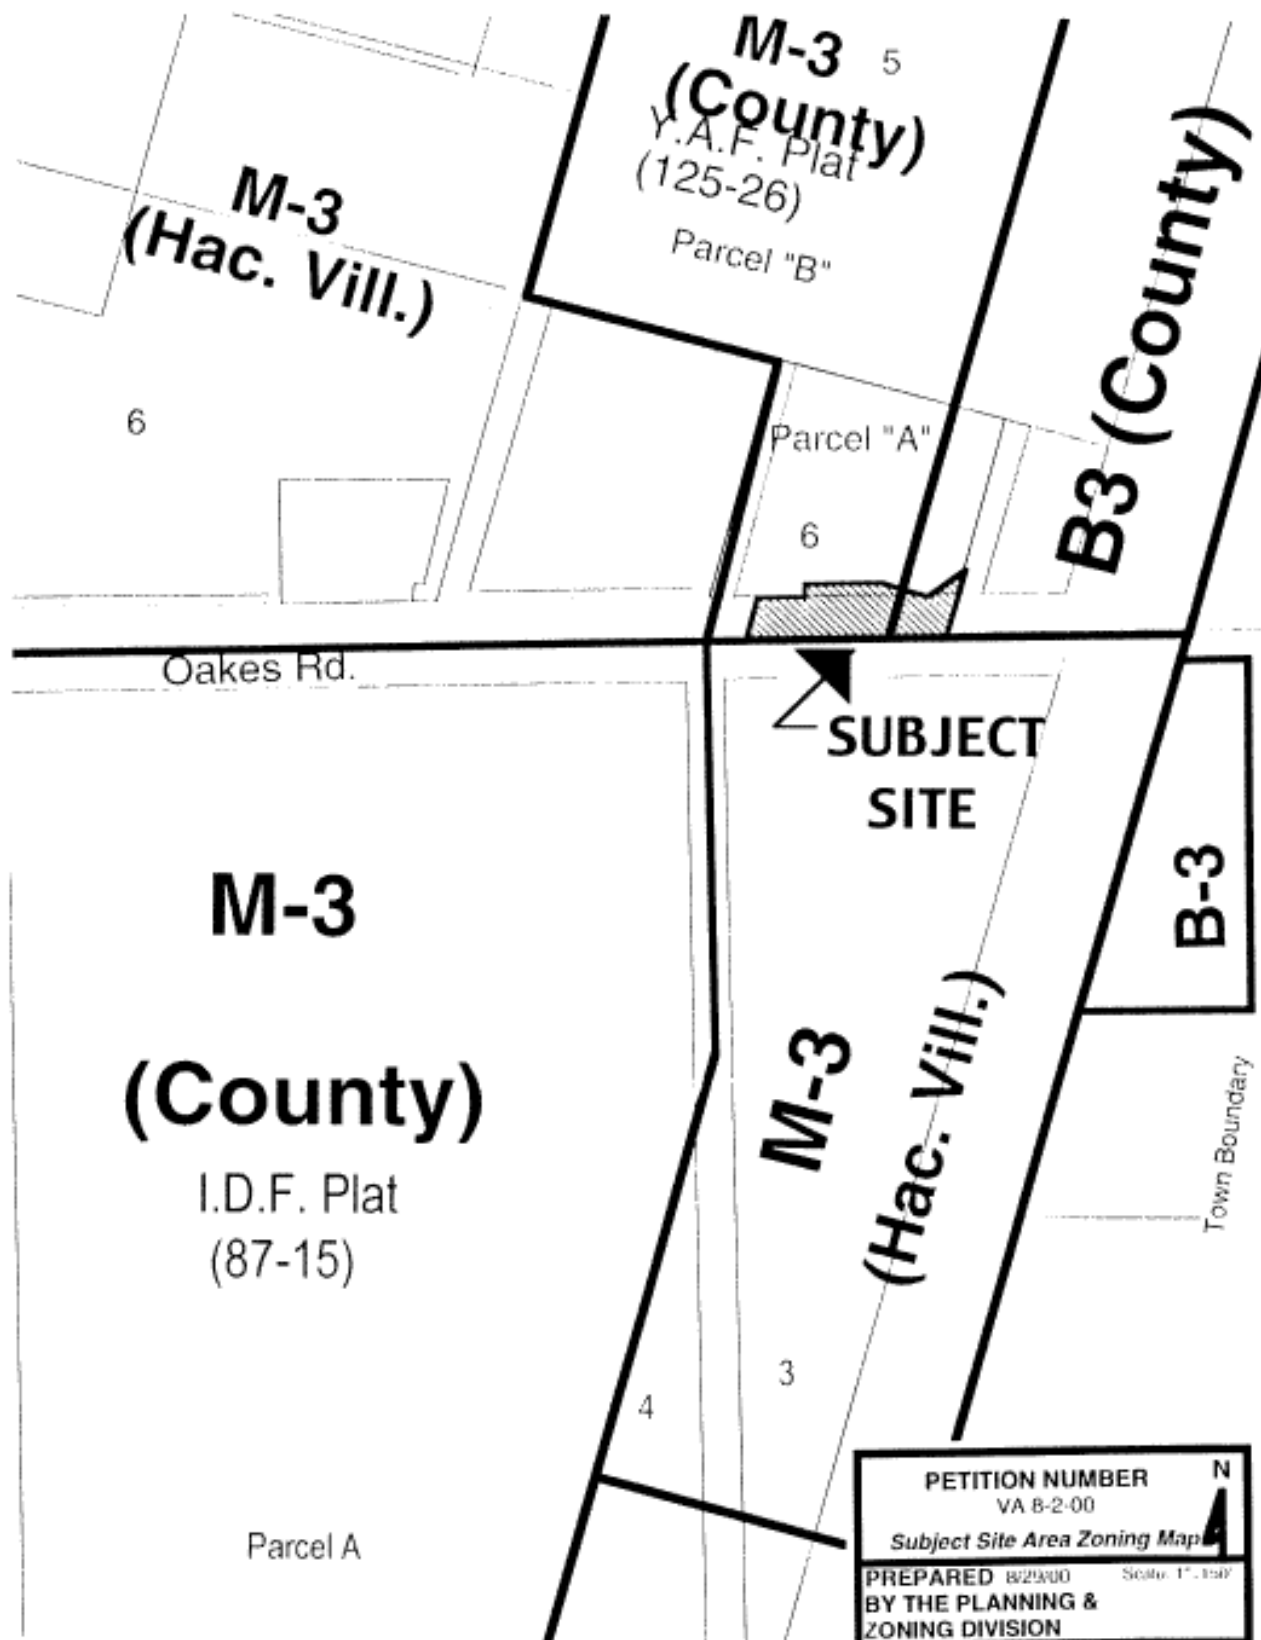 M-3
(County)
5
Y.A.F. Plat
(125-26)
Parcel "B"
M-3
(Hac. Vill.)
B3 (County)
6
Parcel "A"
6
Oakes Rd.
SUBJECT
SITE
M-3
(County)
I.D.F. Plat
(87-15)
B-3
M-3
(Hac. Vill.)
Town Boundary
3
4
Parcel A
PETITION NUMBER
N
VA 8-2-00
Subject Site Area Zoning Map
PREPARED 8/29/00
Scale: 1"
BY THE PLANNING &
ZONING DIVISION